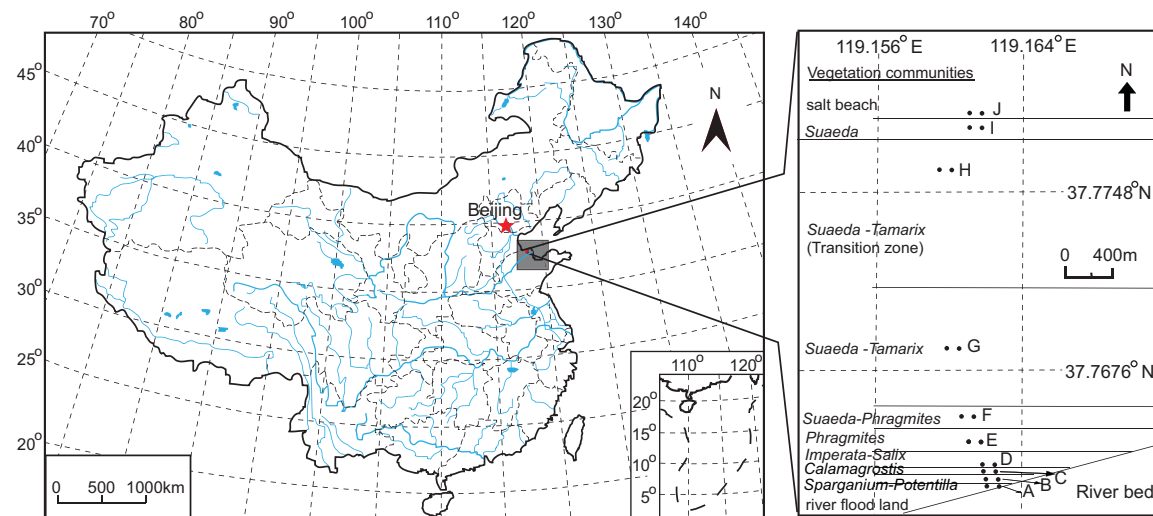 70° 80° 90° 100° 110° 120° 130° 140°
45°
40°
35°
30°
25°
20°
N
Beijing
0 500 1000km
110° 120°
20°
15°
10°
5°
119.156° E 119.164° E
Vegetation communities
N
salt beach
J
Suaeda
I
H
37.7748° N
Suaeda -Tamarix
(Transition zone)
0 400m
Suaeda -Tamarix
G
37.7676° N
Suaeda-Phragmites
F
Phragmites
E
Imperata-Salix
D
Calamagrostis
C
Sparganium-Potentilla
B
A
river flood land
River bed